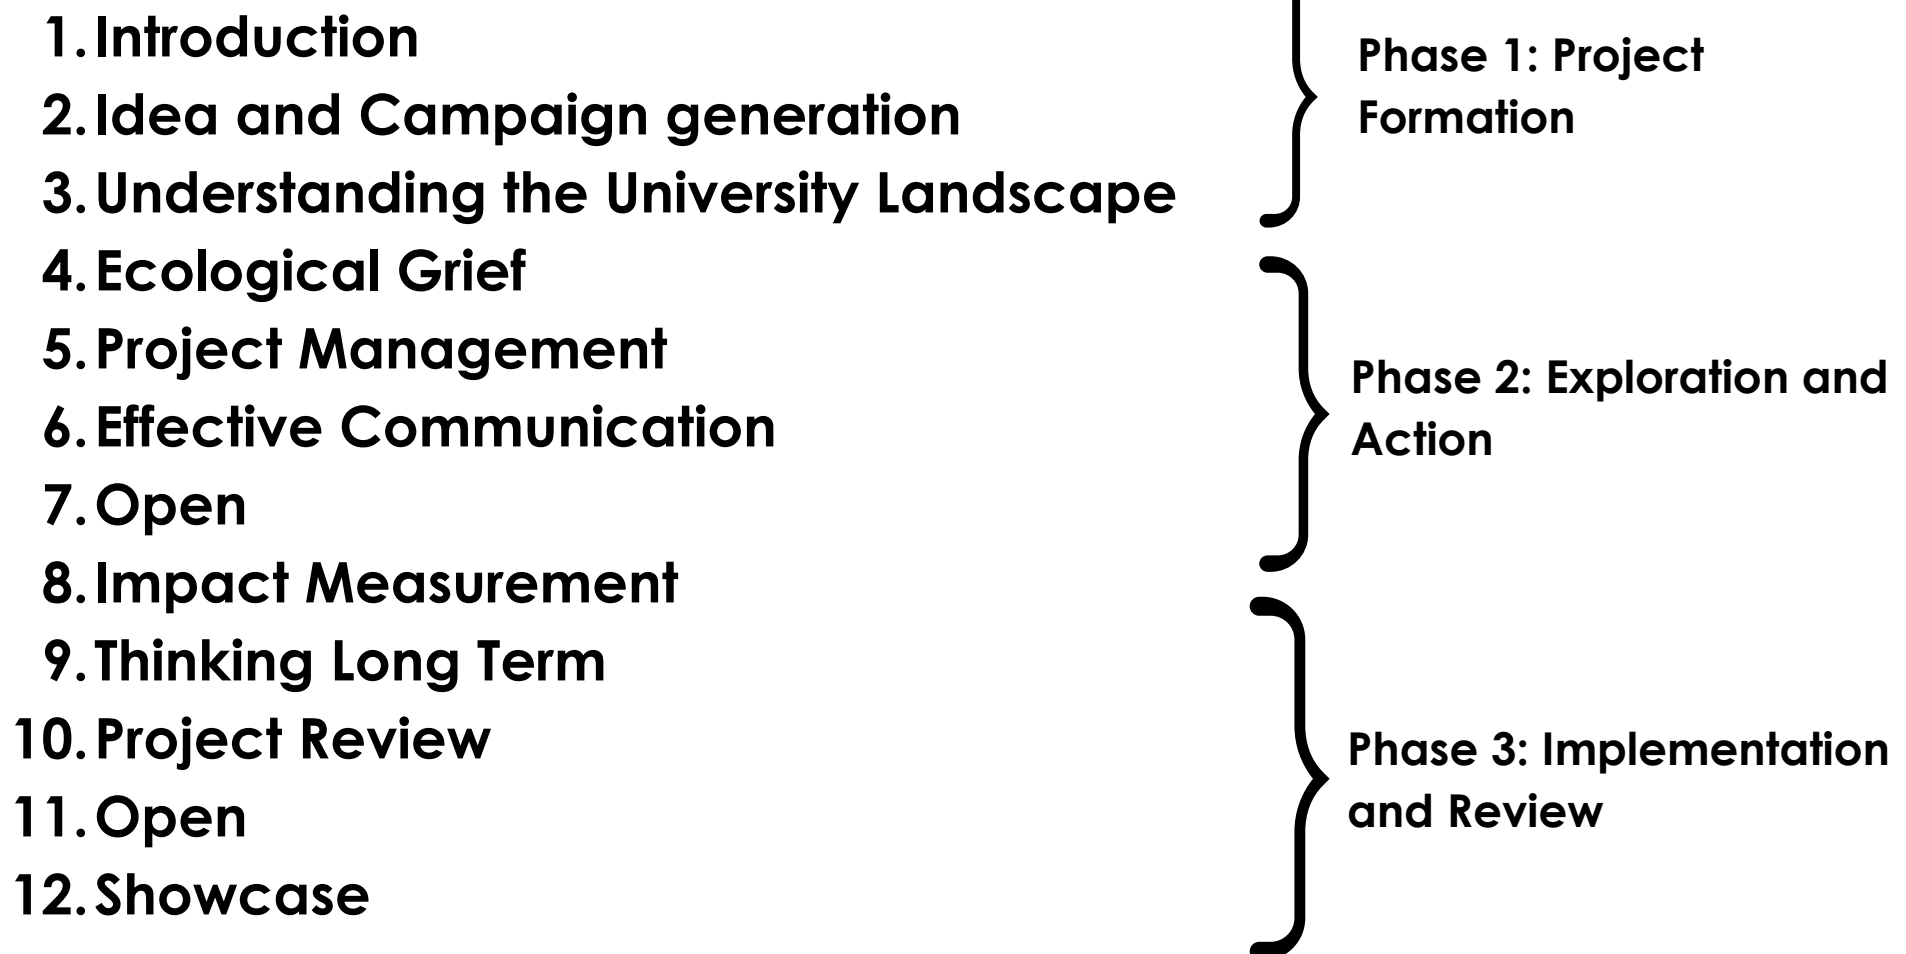 1. Introduction
2. Idea and Campaign generation
3. Understanding the University Landscape
4. Ecological Grief
5. Project Management
6. Effective Communication
7. Open
8. Impact Measurement
9. Thinking Long Term
10. Project Review
11. Open
12. Showcase
Phase 1: Project
Formation
Phase 2: Exploration and
Action
Phase 3: Implementation
and Review